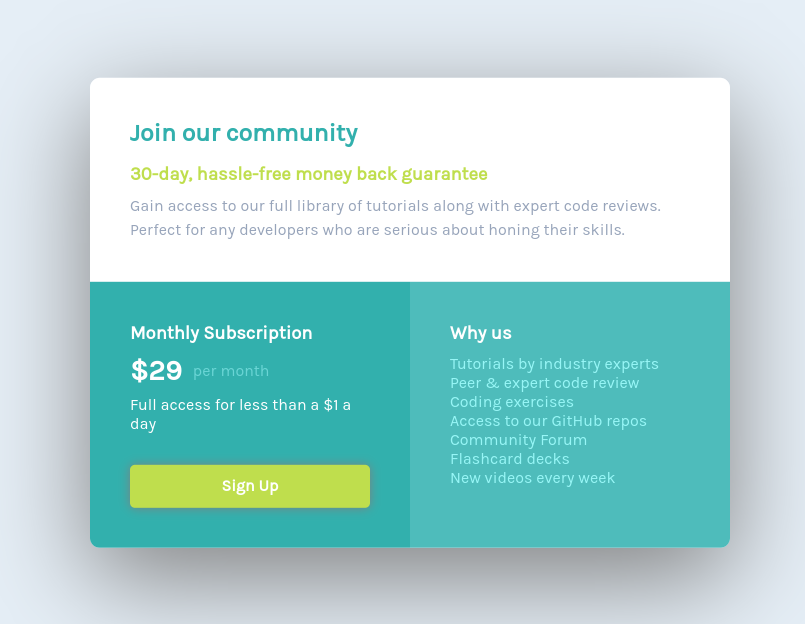 Join our community
30-day, hassle-free money back guarantee
Gain access to our full library of tutorials along with expert code reviews.
Perfect for any developers who are serious about honing their skills.
Monthly Subscription
$29 per month
Full access for less than a $1 a
day
Sign Up
Why us
Tutorials by industry experts
Peer & expert code review
Coding exercises
Access to our GitHub repos
Community Forum
Flashcard decks
New videos every week